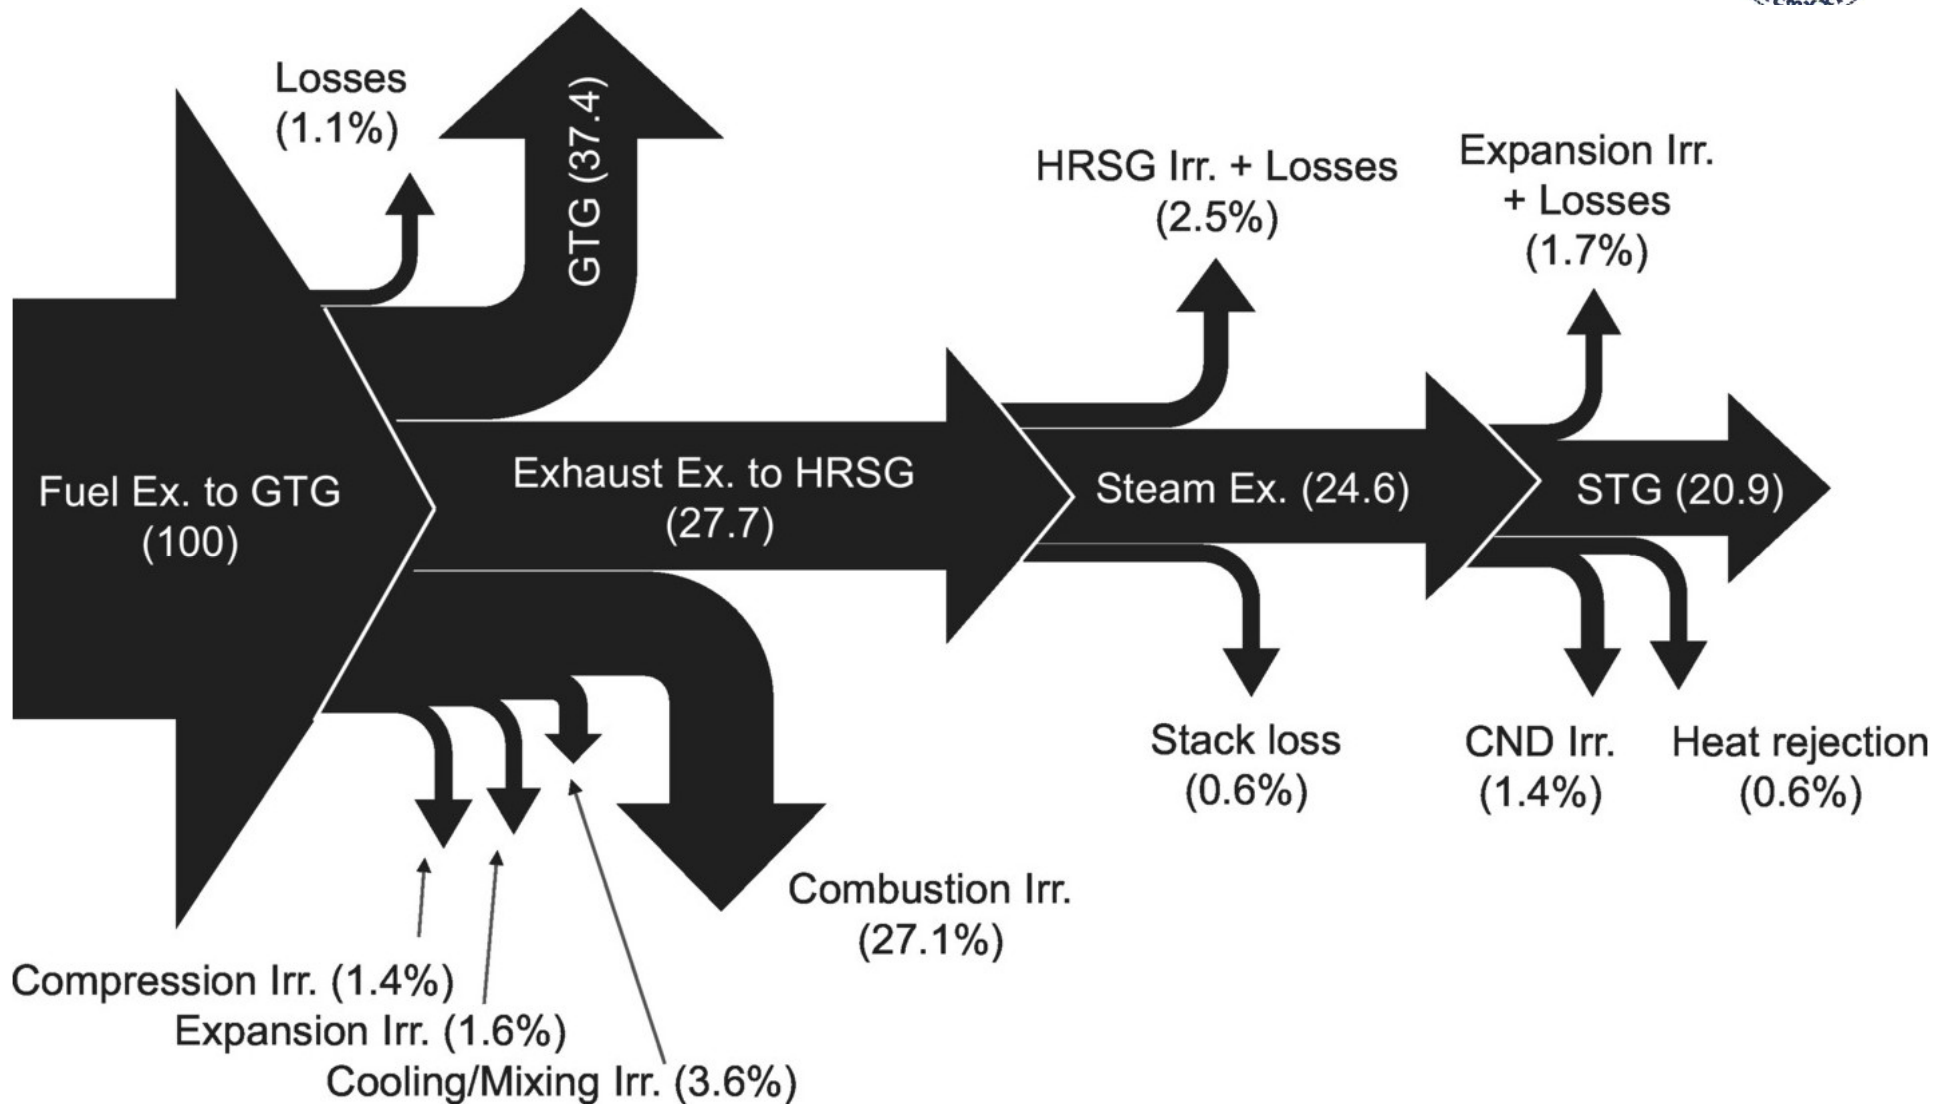 Losses
(1.1%)
GTG (37.4)
HRSG Irr. + Losses
(2.5%)
Expansion Irr.
+ Losses
(1.7%)
Fuel Ex. to GTG
(100)
Exhaust Ex. to HRSG
(27.7)
Steam Ex. (24.6)
STG (20.9)
Stack loss
(0.6%)
CND Irr.
(1.4%)
Heat rejection
(0.6%)
Combustion Irr.
(27.1%)
Compression Irr. (1.4%)
Expansion Irr. (1.6%)
Cooling/Mixing Irr. (3.6%)